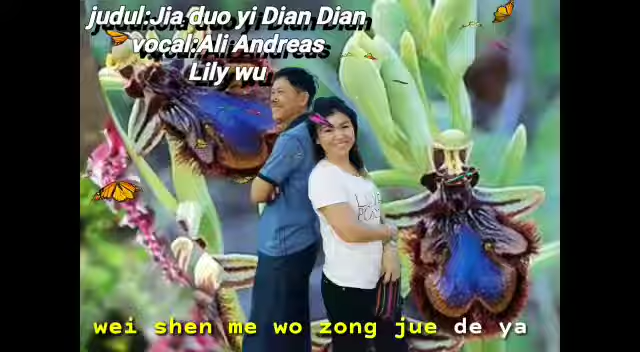 judul:Jia duo yi Dian Dian
vocal:Ali Andreas
Lily wu
wei shen me wo zong jue de ya